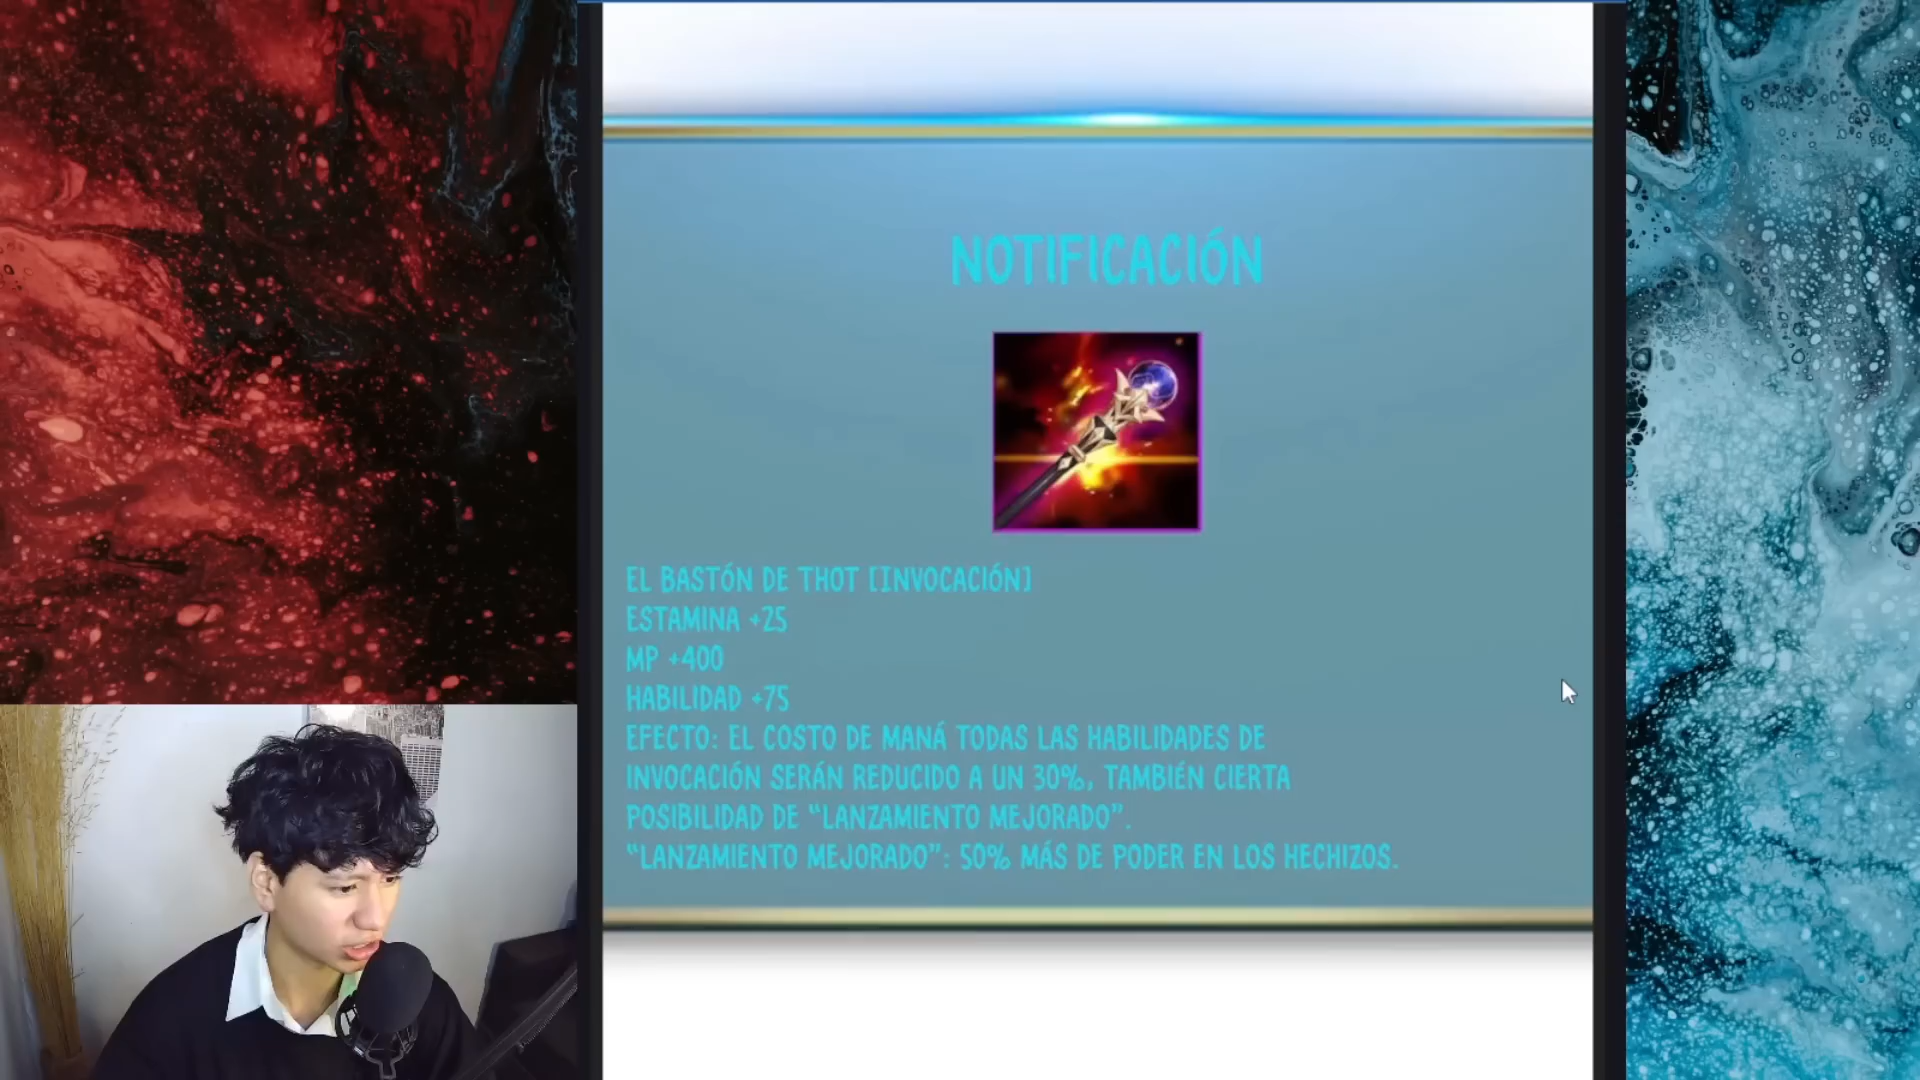 NOTIFICACIÓN
EL BASTÓN DE THOT [INVOCACIÓN]
ESTAMINA +25
MP +400
HABILIDAD +75
EFECTO: EL COSTO DE MANÁ TODAS LAS HABILIDADES DE
INVOCACIÓN SERÁN REDUCIDO A UN 30%, TAMBIÉN CIERTA
POSIBILIDAD DE “LANZAMIENTO MEJORADO”.
“LANZAMIENTO MEJORADO”: 50% MÁS DE PODER EN LOS HECHIZOS.